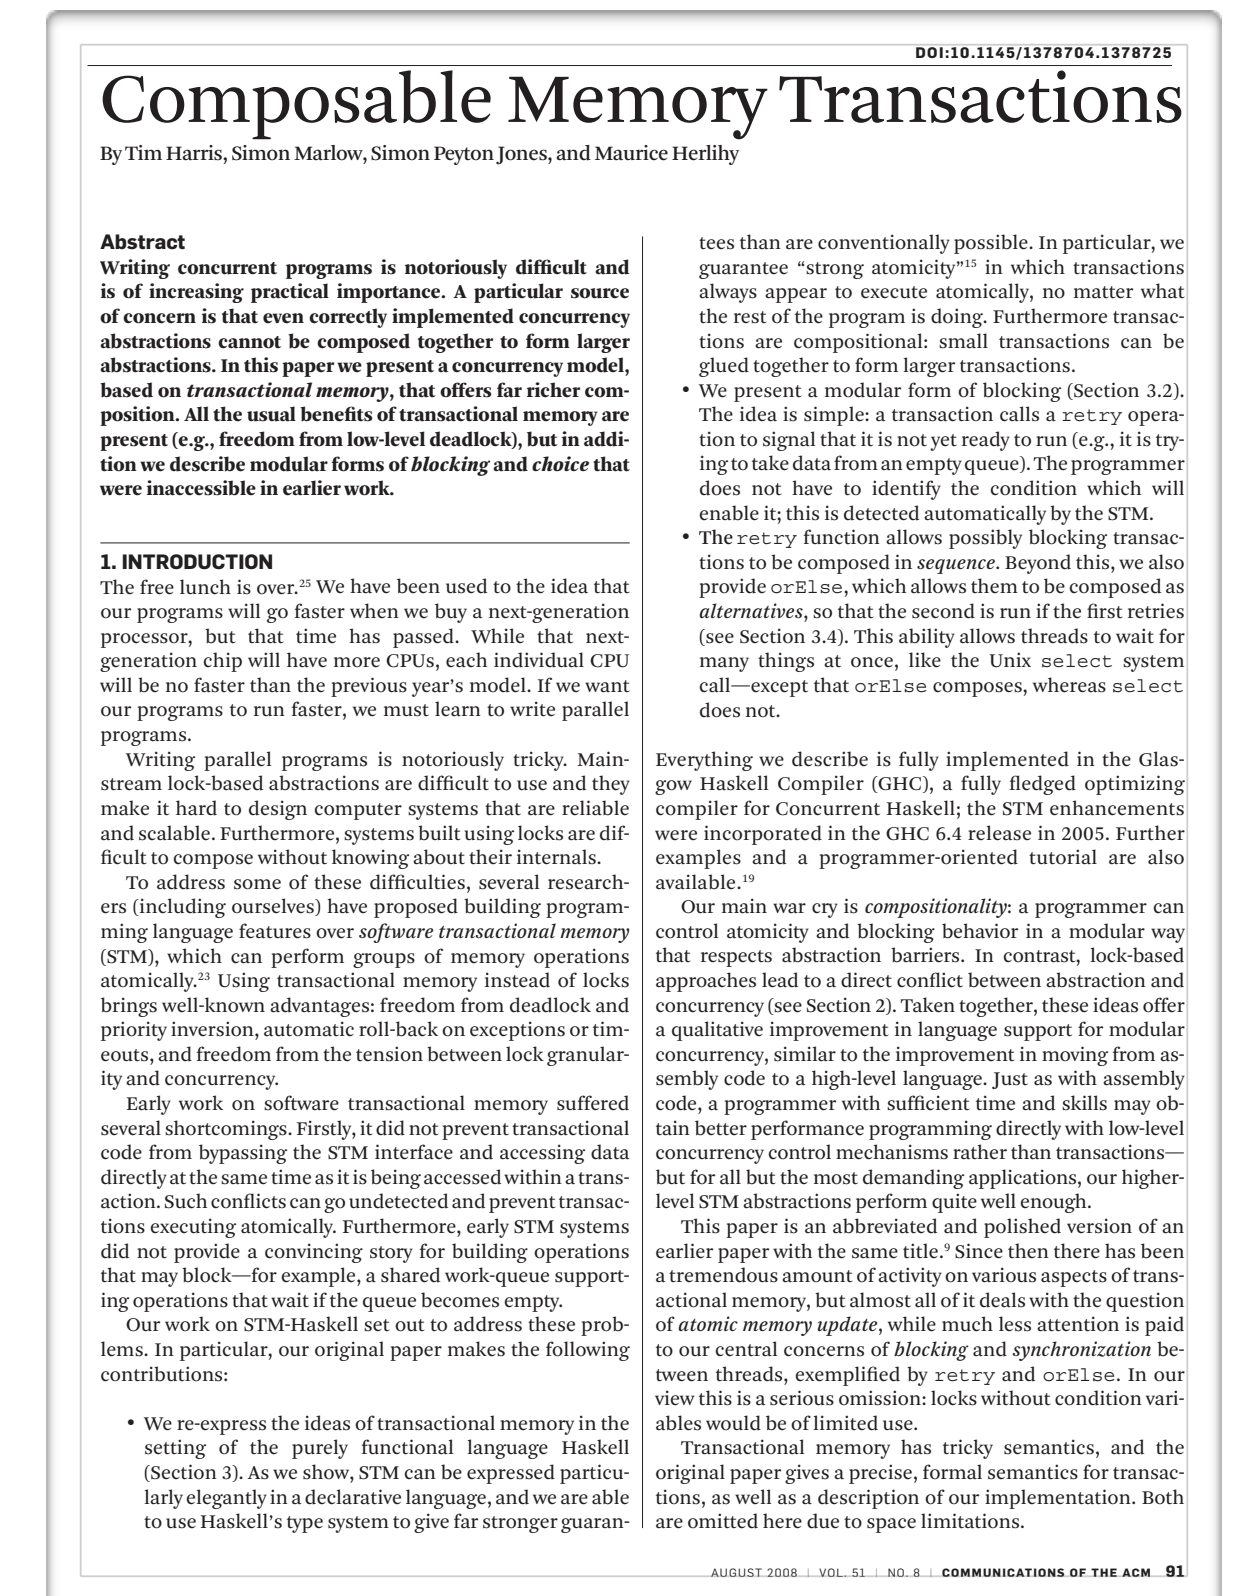 DOI:10.1145/1378704.1378725
Composable Memory Transactions
By Tim Harris, Simon Marlow, Simon Peyton Jones, and Maurice Herlihy
Abstract
Writing concurrent programs is notoriously difficult and
is of increasing practical importance. A particular source
of concern is that even correctly implemented concurrency
abstractions cannot be composed together to form larger
abstractions. In this paper we present a concurrency model,
based on transactional memory, that offers far richer com-
position. All the usual benefits of transactional memory are
present (e.g., freedom from low-level deadlock), but in addi-
tion we describe modular forms of blocking and choice that
were inaccessible in earlier work.
1. INTRODUCTION
The free lunch is over.25 We have been used to the idea that
our programs will go faster when we buy a next-generation
processor, but that time has passed. While that next-
generation chip will have more CPUs, each individual CPU
will be no faster than the previous year's model. If we want
our programs to run faster, we must learn to write parallel
programs.
Writing parallel programs is notoriously tricky. Main-
stream lock-based abstractions are difficult to use and they
make it hard to design computer systems that are reliable
and scalable. Furthermore, systems built using locks are dif-
ficult to compose without knowing about their internals.
To address some of these difficulties, several research-
ers (including ourselves) have proposed building program-
ming language features over software transactional memory
(STM), which can perform groups of memory operations
atomically.23 Using transactional memory instead of locks
brings well-known advantages: freedom from deadlock and
priority inversion, automatic roll-back on exceptions or tim-
eouts, and freedom from the tension between lock granular-
ity and concurrency.
Early work on software transactional memory suffered
several shortcomings. Firstly, it did not prevent transactional
code from bypassing the STM interface and accessing data
directly at the same time as it is being accessed within a trans-
action. Such conflicts can go undetected and prevent transac-
tions executing atomically. Furthermore, early STM systems
did not provide a convincing story for building operations
that may block—for example, a shared work-queue support-
ing operations that wait if the queue becomes empty.
Our work on STM-Haskell set out to address these prob-
lems. In particular, our original paper makes the following
contributions:
• We re-express the ideas of transactional memory in the
setting of the purely functional language Haskell
(Section 3). As we show, STM can be expressed particu-
larly elegantly in a declarative language, and we are able
to use Haskell's type system to give far stronger guaran-
tees than are conventionally possible. In particular, we
guarantee "strong atomicity"15 in which transactions
always appear to execute atomically, no matter what
the rest of the program is doing. Furthermore transac-
tions are compositional: small transactions can be
glued together to form larger transactions.
• We present a modular form of blocking (Section 3.2).
The idea is simple: a transaction calls a retry opera-
tion to signal that it is not yet ready to run (e.g., it is try-
ing to take data from an empty queue). The programmer
does not have to identify the condition which will
enable it; this is detected automatically by the STM.
• The retry function allows possibly blocking transac-
tions to be composed in sequence. Beyond this, we also
provide orElse, which allows them to be composed as
alternatives, so that the second is run if the first retries
(see Section 3.4). This ability allows threads to wait for
many things at once, like the Unix select system
call—except that orElse composes, whereas select
does not.
Everything we describe is fully implemented in the Glas-
gow Haskell Compiler (GHC), a fully fledged optimizing
compiler for Concurrent Haskell; the STM enhancements
were incorporated in the GHC 6.4 release in 2005. Further
examples and a programmer-oriented tutorial are also
available.19
Our main war cry is compositionality: a programmer can
control atomicity and blocking behavior in a modular way
that respects abstraction barriers. In contrast, lock-based
approaches lead to a direct conflict between abstraction and
concurrency (see Section 2). Taken together, these ideas offer
a qualitative improvement in language support for modular
concurrency, similar to the improvement in moving from as-
sembly code to a high-level language. Just as with assembly
code, a programmer with sufficient time and skills may ob-
tain better performance programming directly with low-level
concurrency control mechanisms rather than transactions—
but for all but the most demanding applications, our higher-
level STM abstractions perform quite well enough.
This paper is an abbreviated and polished version of an
earlier paper with the same title.9 Since then there has been
a tremendous amount of activity on various aspects of trans-
actional memory, but almost all of it deals with the question
of atomic memory update, while much less attention is paid
to our central concerns of blocking and synchronization be-
tween threads, exemplified by retry and orElse. In our
view this is a serious omission: locks without condition vari-
ables would be of limited use.
Transactional memory has tricky semantics, and the
original paper gives a precise, formal semantics for transac-
tions, as well as a description of our implementation. Both
are omitted here due to space limitations.
AUGUST 2008 | VOL. 51 | NO. 8 | COMMUNICATIONS OF THE ACM 91